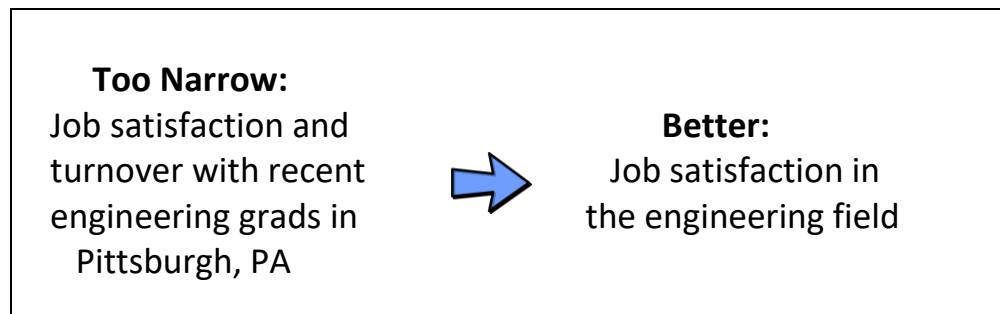 Too Narrow:
Job satisfaction and
turnover with recent
engineering grads in
Pittsburgh, PA
Better:
Job satisfaction in
the engineering field